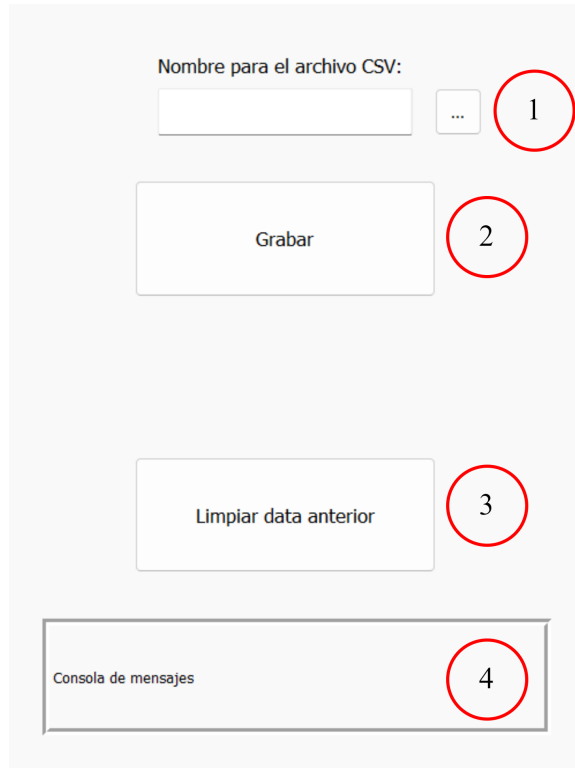 Nombre para el archivo CSV:
... 1
Grabar 2
Limpiar data anterior 3
Consola de mensajes 4